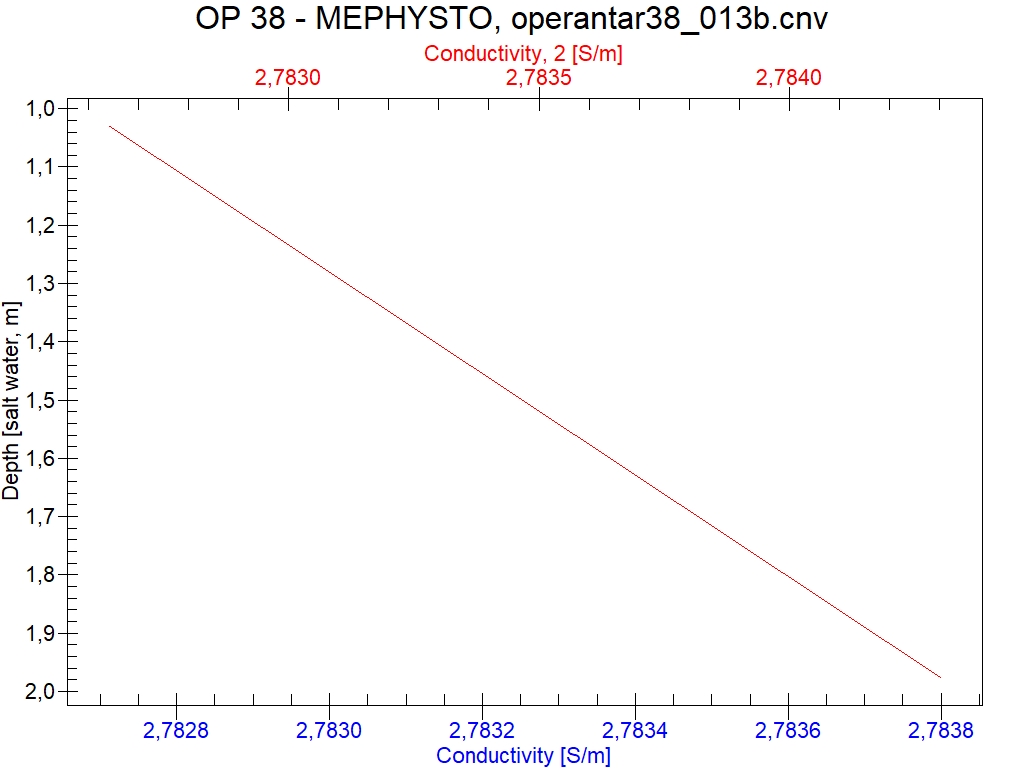 OP 38 - MEPHYSTO, operantar38_013b.cnv
Conductivity, 2 [S/m]
2,7830 2,7835 2,7840
Depth [salt water, m]
1,0
1,1
1,2
1,3
1,4
1,5
1,6
1,7
1,8
1,9
2,0
2,7828 2,7830 2,7832 2,7834 2,7836 2,7838
Conductivity [S/m]